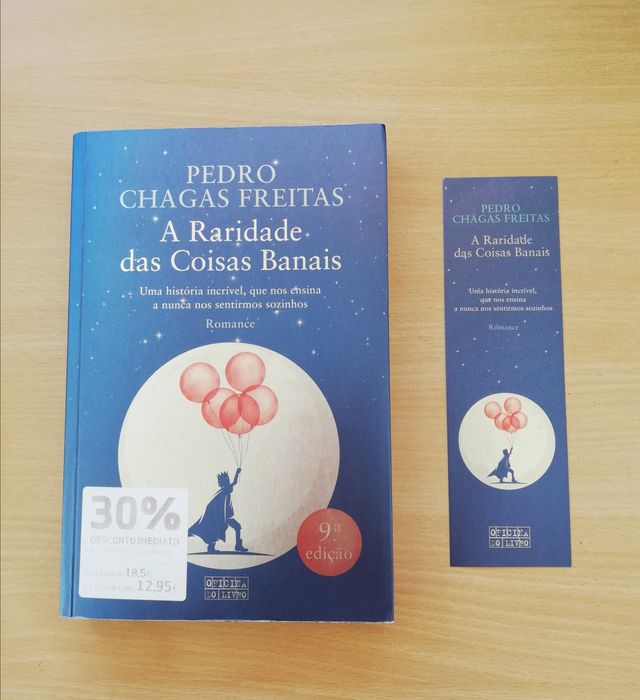 PEDRO
CHAGAS FREITAS
A Raridade
das Coisas Banais
Uma história incrível, que nos ensina
a nunca nos sentirmos sozinhos
Romance
30%
DESCONTO IMEDIATO
18,5€
12,95€
9.ª
edição
OFICINA
DO LIVRO
PEDRO
CHAGAS FREITAS
A Raridade
das Coisas Banais
Uma história incrível,
que nos ensina
a nunca nos sentirmos sozinhos
Romance
OFICINA
DO LIVRO